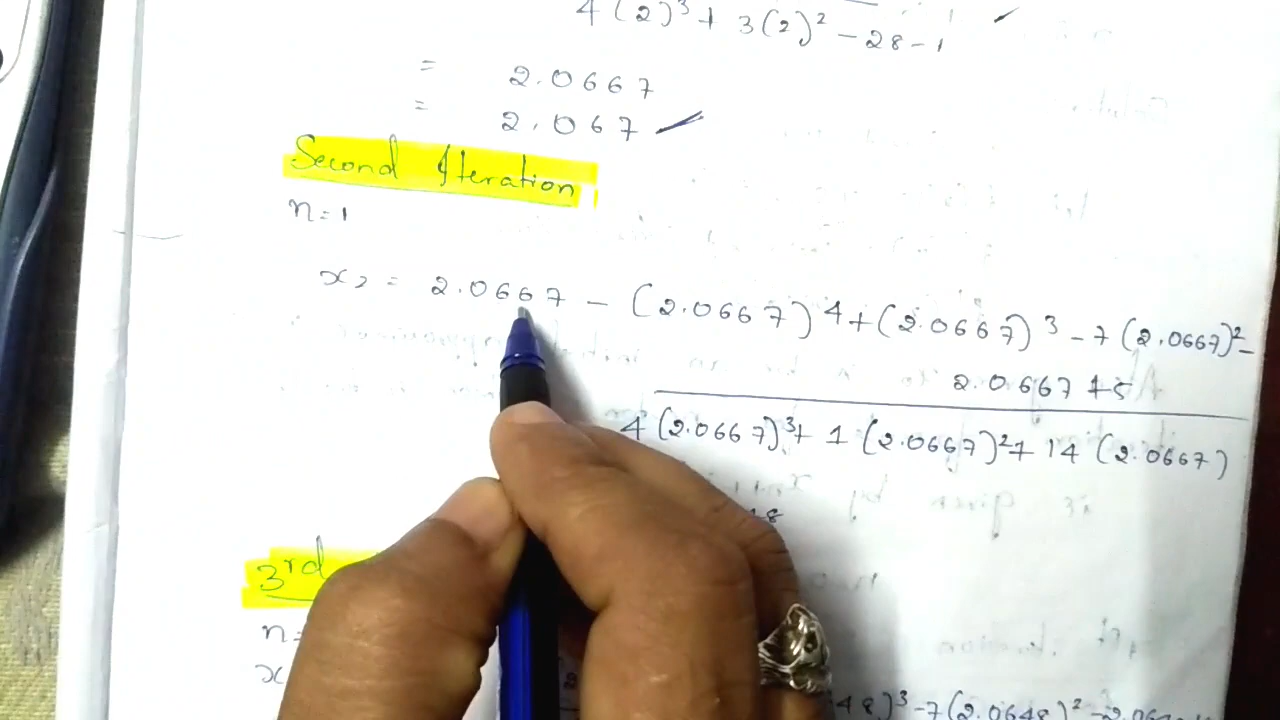 4(2)³ + 3(2)² - 28 - 1
= 2.0667
= 2.067
Second Iteration
n = 1
x₂ = 2.0667 - (2.0667)⁴ + (2.0667)³ - 7(2.0667)² -
2.0667 + 5
4(2.0667)³ + 1(2.0667)² + 14(2.0667)
8
3rd
n =
x
48)³ - 7(2.0648)² -